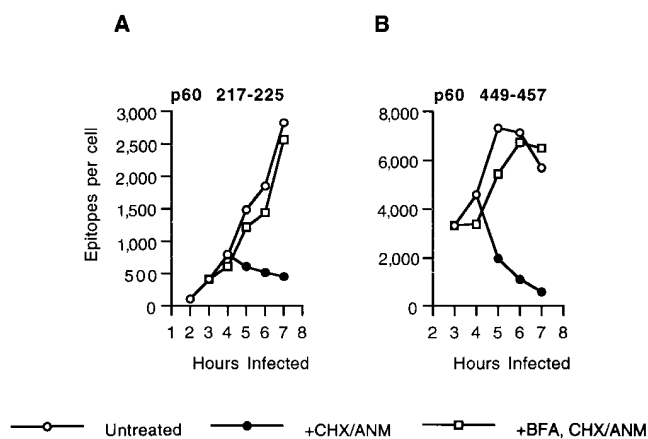 A
B
p60 217-225
p60 449-457
Epitopes per cell
3,000
2,500
2,000
1,500
1,000
500
0
8,000
6,000
4,000
2,000
0
1 2 3 4 5 6 7 8
2 3 4 5 6 7 8
Hours Infected
Hours Infected
Untreated
+CHX/ANM
+BFA, CHX/ANM